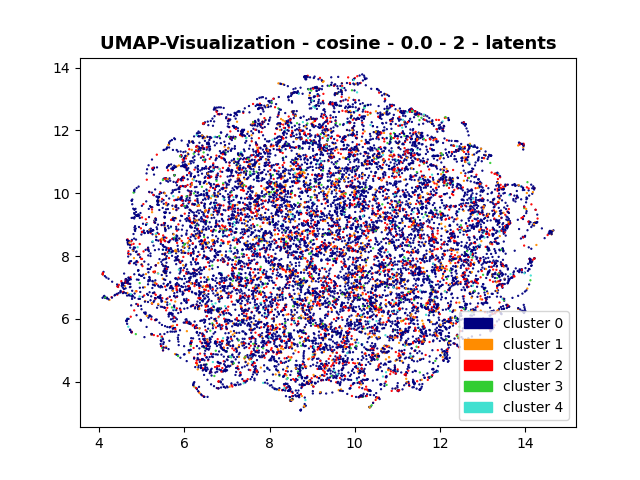 UMAP-Visualization - cosine - 0.0 - 2 - latents
14
12
10
8
6
4
4
6
8
10
12
14
cluster 0
cluster 1
cluster 2
cluster 3
cluster 4